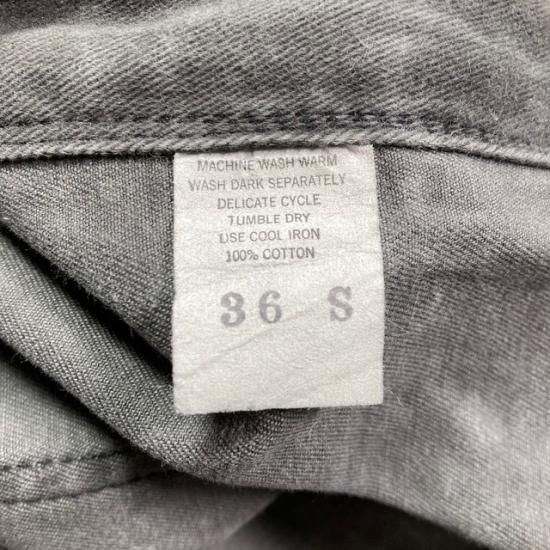 MACHINE WASH WARM
WASH DARK SEPARATELY
DELICATE CYCLE
TUMBLE DRY
USE COOL IRON
100% COTTON
36 S